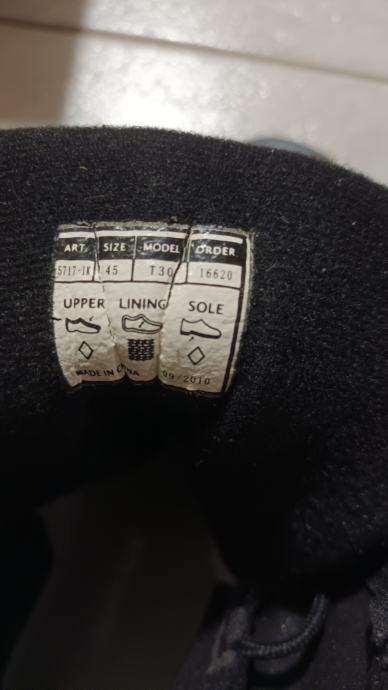 ART. SIZE MODEL ORDER
5717-1K 45 T30 16620
UPPER LINING SOLE
MADE IN CHINA 09/2010